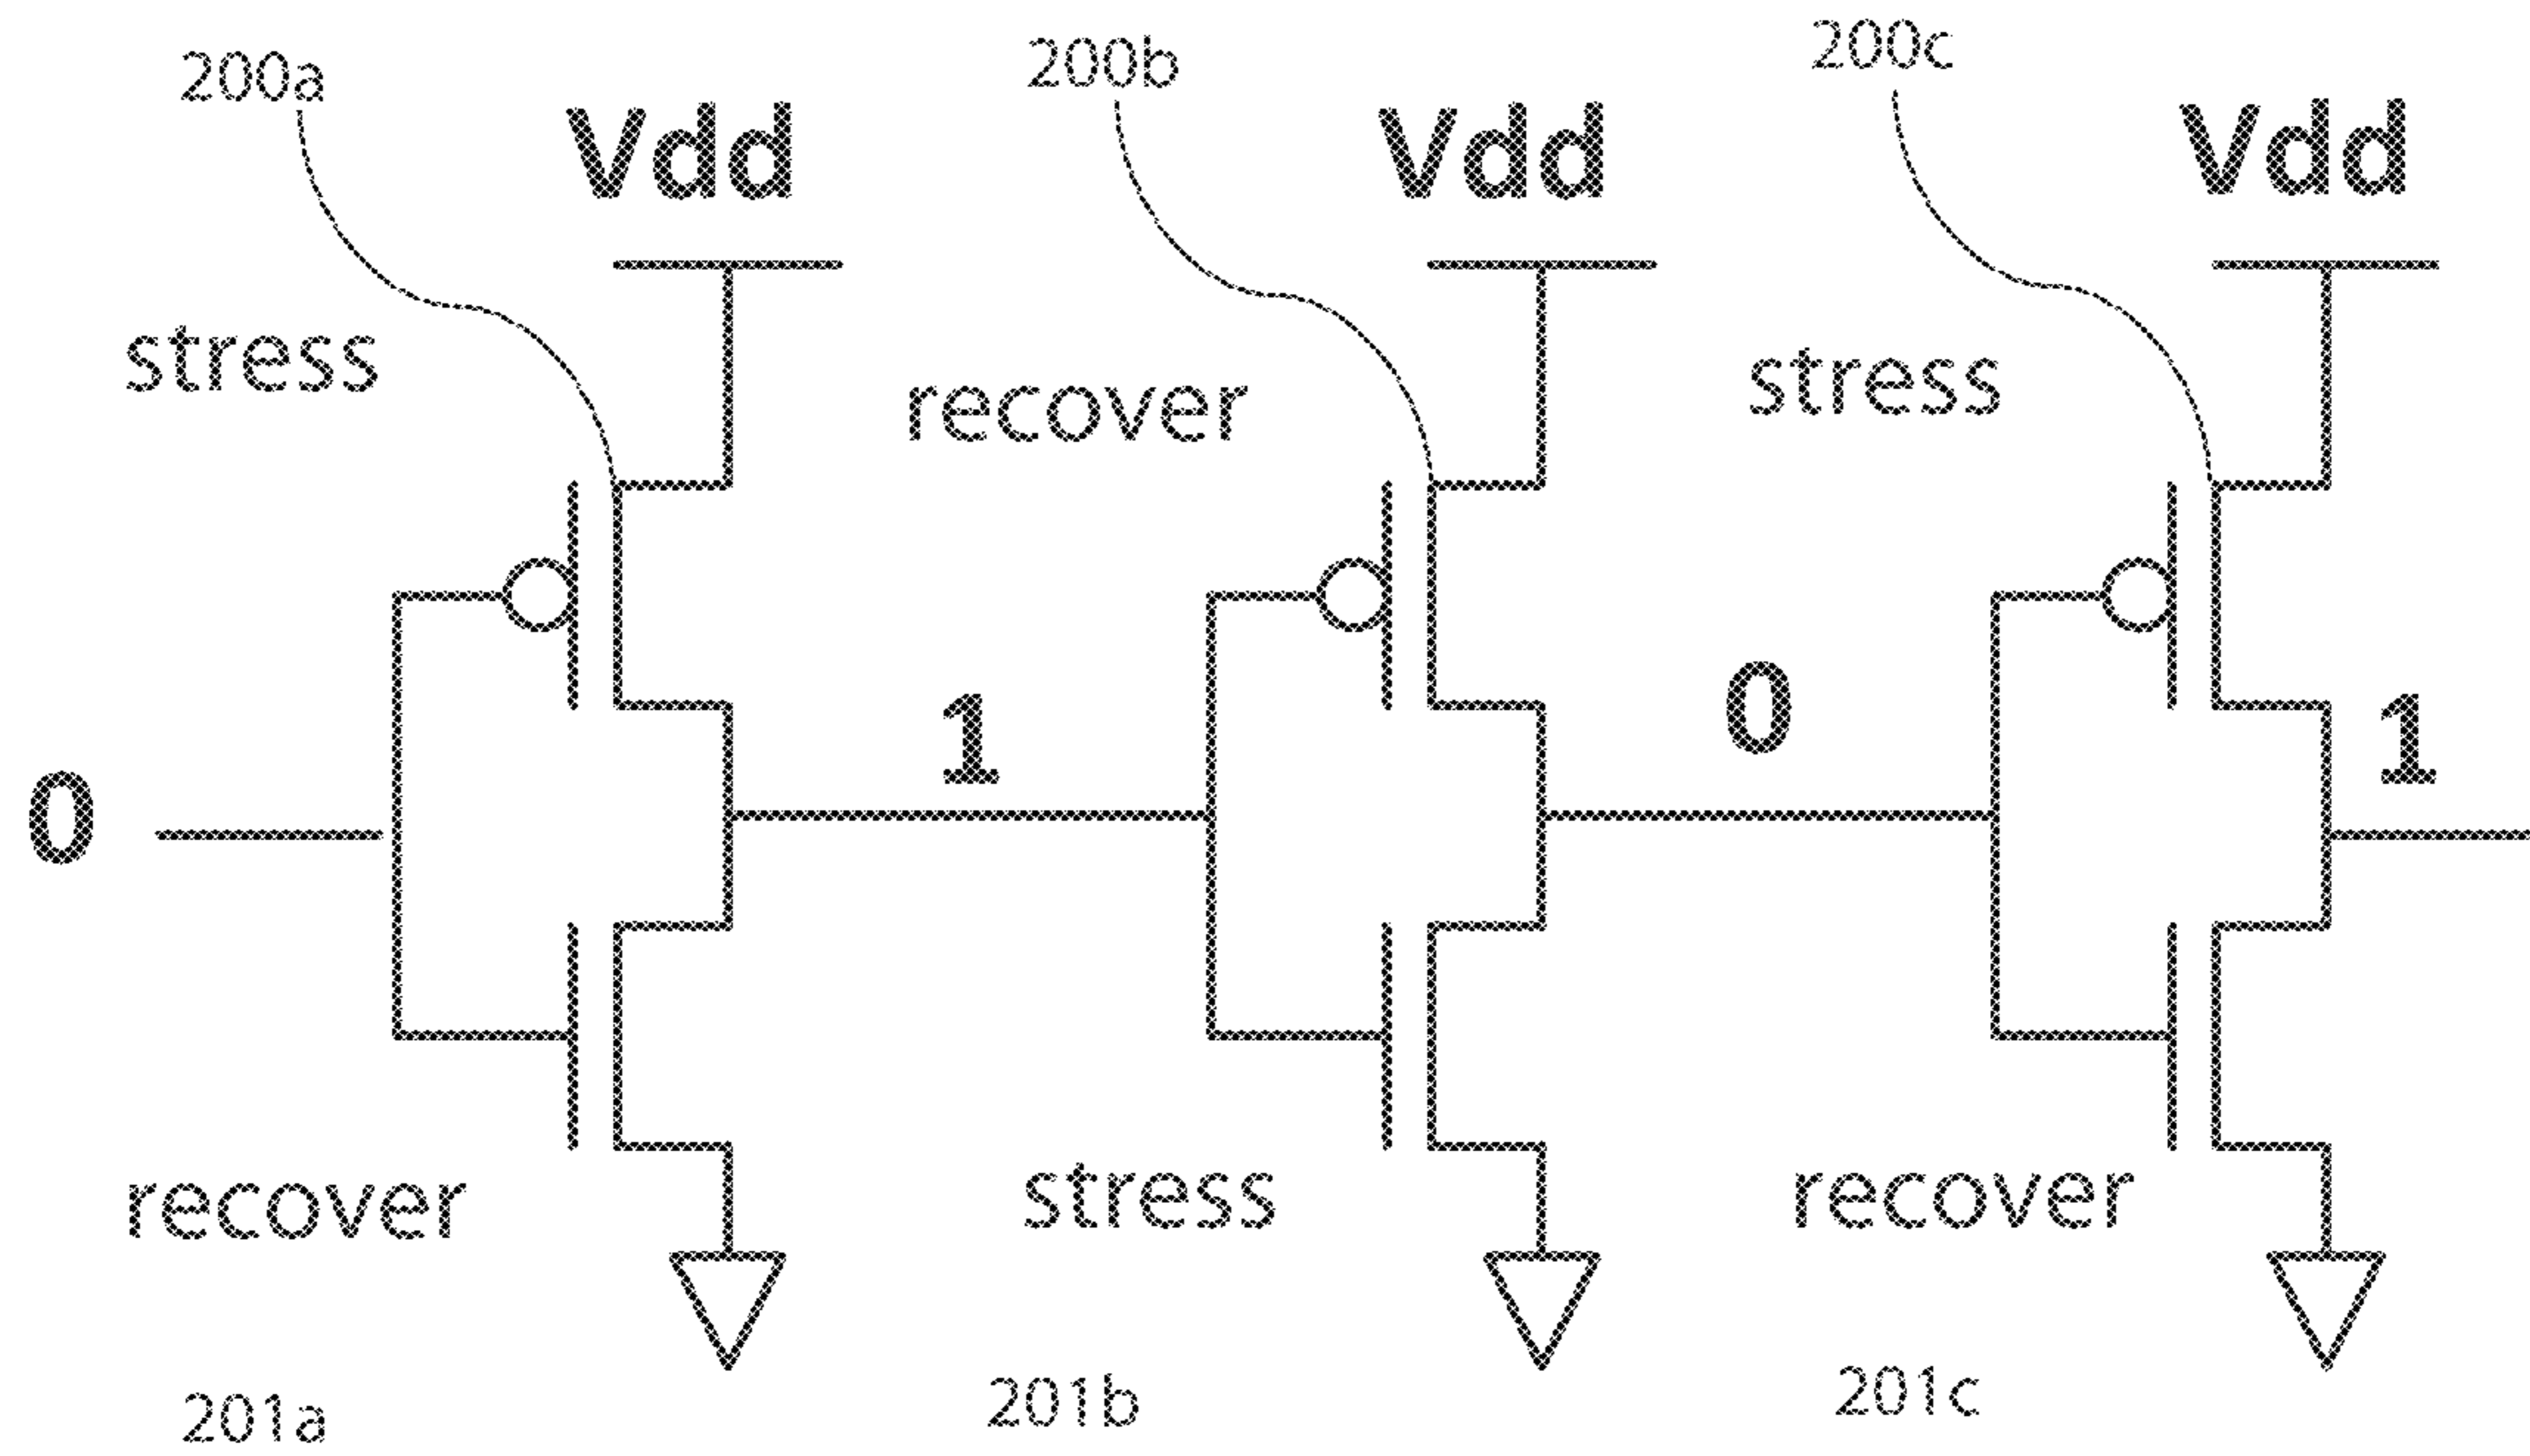 200a
200b
200c
Vdd
Vdd
Vdd
stress
recover
stress
0
1
0
1
recover
stress
recover
201a
201b
201c